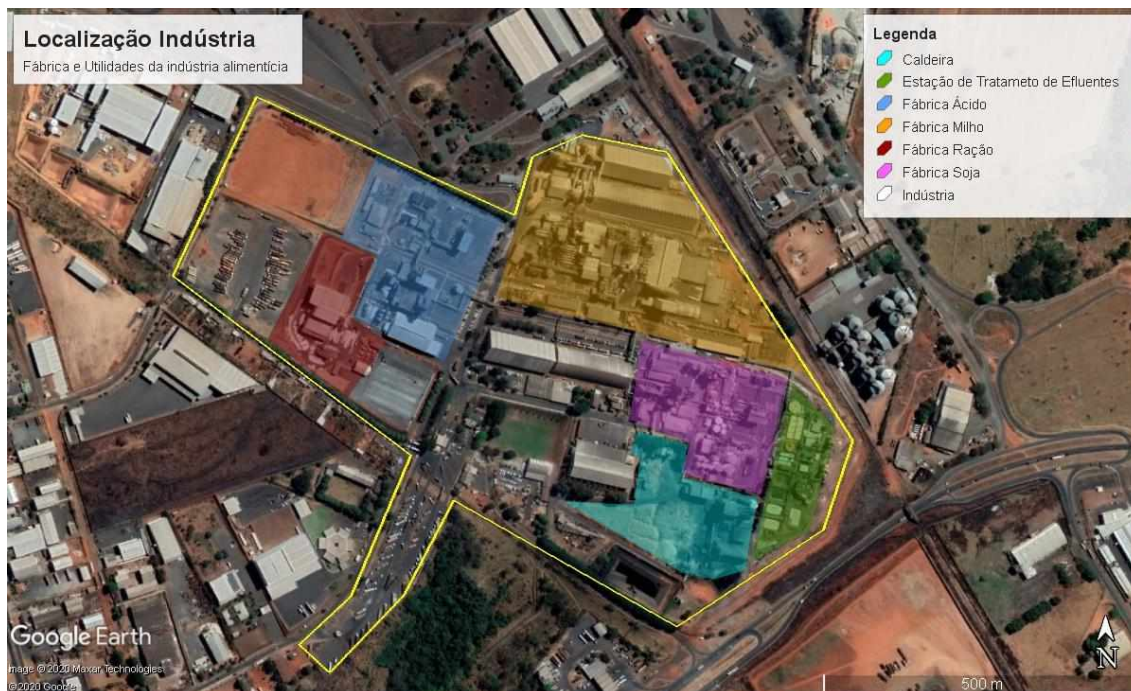 Localização Indústria
Fábrica e Utilidades da indústria alimentícia
Legenda
Caldeira
Estação de Tratameto de Efluentes
Fábrica Ácido
Fábrica Milho
Fábrica Ração
Fábrica Soja
Indústria
Google Earth
Image © 2020 Maxar Technologies
© 2020 Google
N
500 m